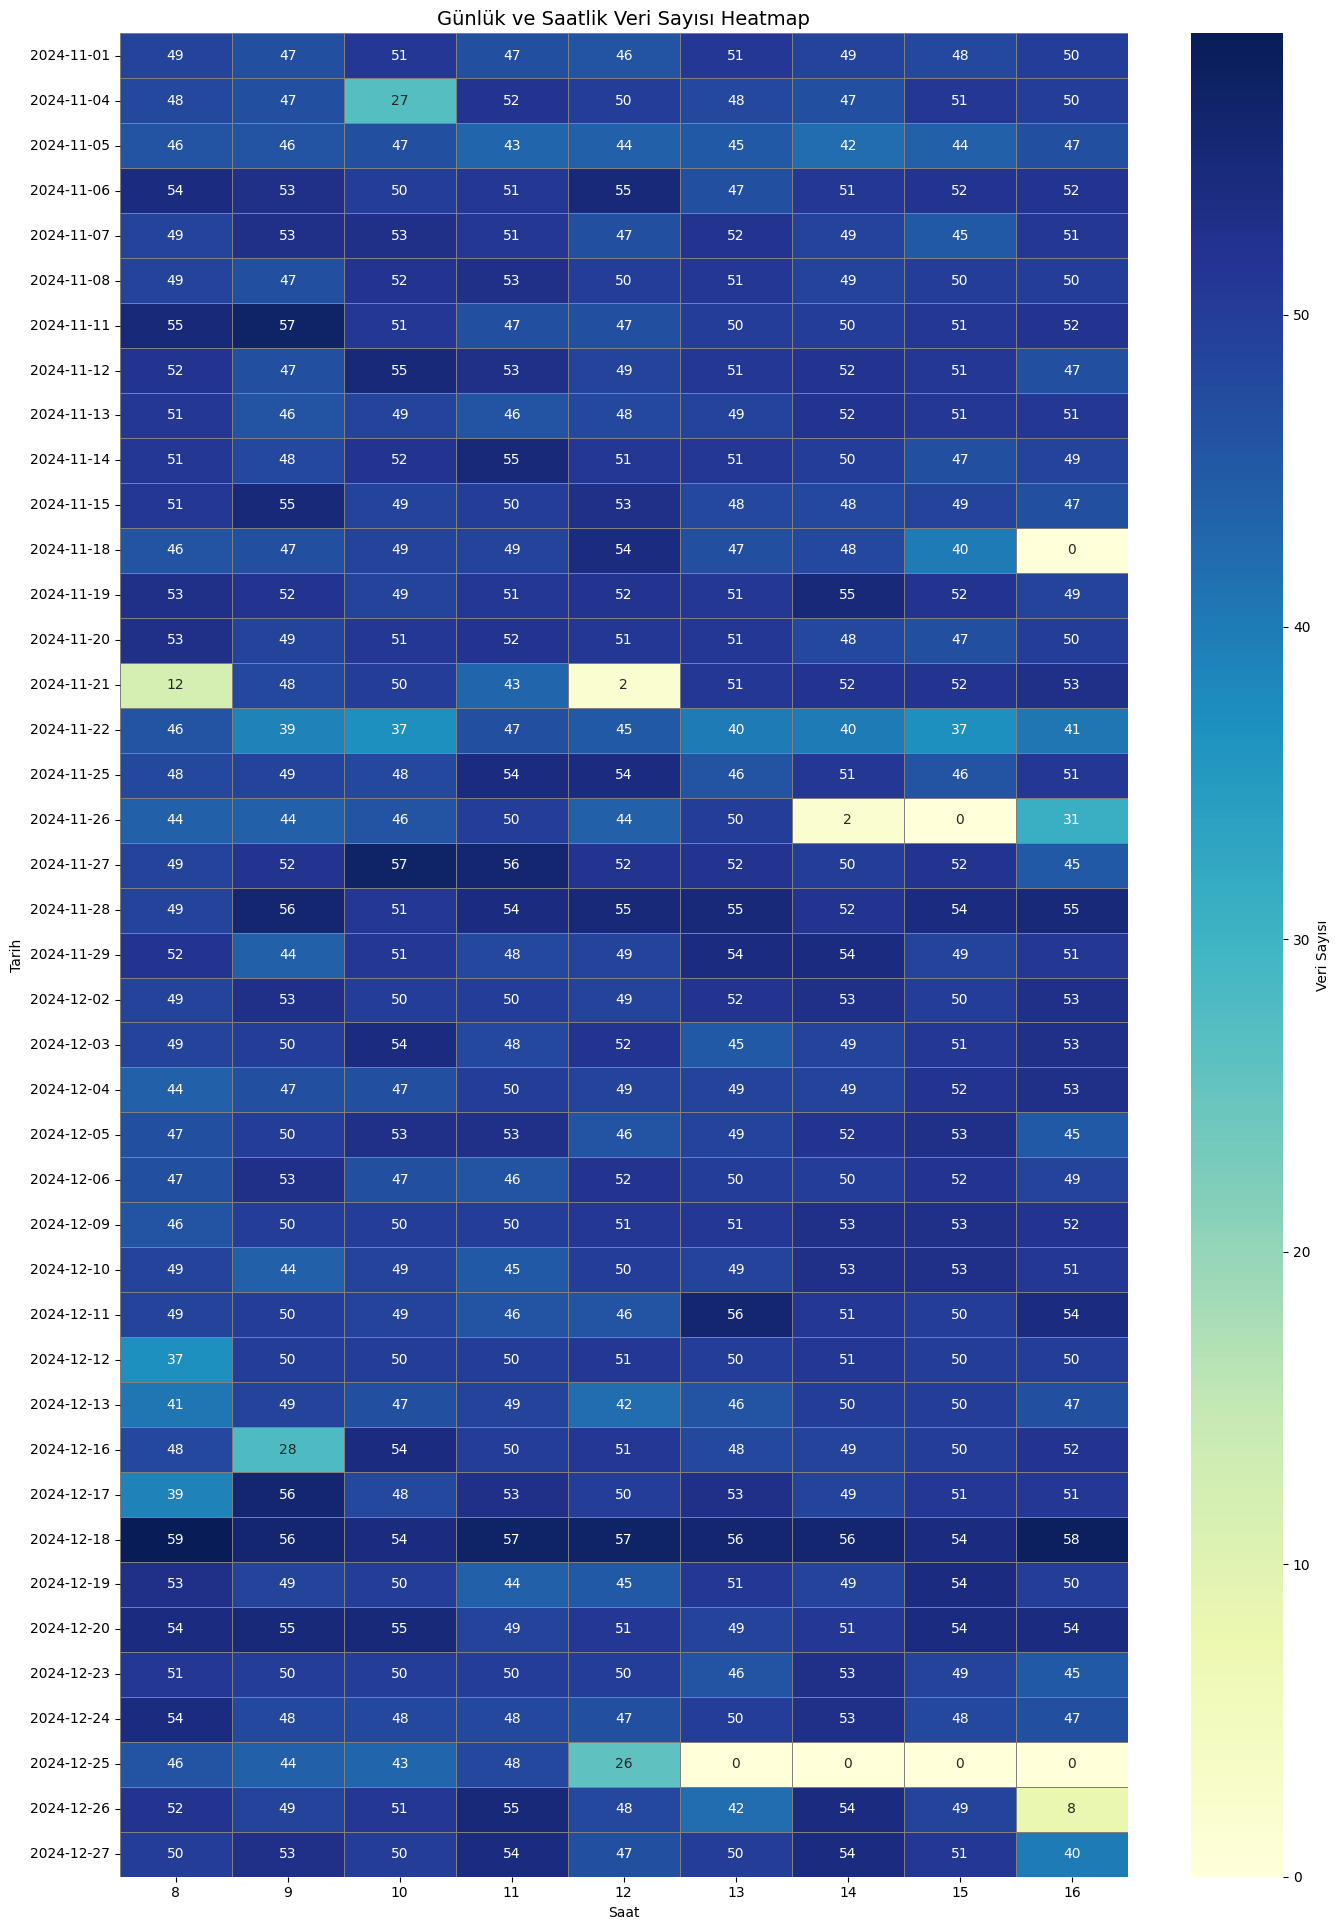 Günlük ve Saatlik Veri Sayısı Heatmap
2024-11-01 49 47 51 47 46 51 49 48 50
2024-11-04 48 47 27 52 50 48 47 51 50
2024-11-05 46 46 47 43 44 45 42 44 47
2024-11-06 54 53 50 51 55 47 51 52 52
2024-11-07 49 53 53 51 47 52 49 45 51
2024-11-08 49 47 52 53 50 51 49 50 50
2024-11-11 55 57 51 47 47 50 50 51 52
2024-11-12 52 47 55 53 49 51 52 51 47
2024-11-13 51 46 49 46 48 49 52 51 51
2024-11-14 51 48 52 55 51 51 50 47 49
2024-11-15 51 55 49 50 53 48 48 49 47
2024-11-18 46 47 49 49 54 47 48 40 0
2024-11-19 53 52 49 51 52 51 55 52 49
2024-11-20 53 49 51 52 51 51 48 47 50
2024-11-21 12 48 50 43 2 51 52 52 53
2024-11-22 46 39 37 47 45 40 40 37 41
2024-11-25 48 49 48 54 54 46 51 46 51
2024-11-26 44 44 46 50 44 50 2 0 31
2024-11-27 49 52 57 56 52 52 50 52 45
2024-11-28 49 56 51 54 55 55 52 54 55
2024-11-29 52 44 51 48 49 54 54 49 51
2024-12-02 49 53 50 50 49 52 53 50 53
2024-12-03 49 50 54 48 52 45 49 51 53
2024-12-04 44 47 47 50 49 49 49 52 53
2024-12-05 47 50 53 53 46 49 52 53 45
2024-12-06 47 53 47 46 52 50 50 52 49
2024-12-09 46 50 50 50 51 51 53 53 52
2024-12-10 49 44 49 45 50 49 53 53 51
2024-12-11 49 50 49 46 46 56 51 50 54
2024-12-12 37 50 50 50 51 50 51 50 50
2024-12-13 41 49 47 49 42 46 50 50 47
2024-12-16 48 28 54 50 51 48 49 50 52
2024-12-17 39 56 48 53 50 53 49 51 51
2024-12-18 59 56 54 57 57 56 56 54 58
2024-12-19 53 49 50 44 45 51 49 54 50
2024-12-20 54 55 55 49 51 49 51 54 54
2024-12-23 51 50 50 50 50 46 53 49 45
2024-12-24 54 48 48 48 47 50 53 48 47
2024-12-25 46 44 43 48 26 0 0 0 0
2024-12-26 52 49 51 55 48 42 54 49 8
2024-12-27 50 53 50 54 47 50 54 51 40
8 9 10 11 12 13 14 15 16
Saat
Tarih
50
40
30
20
10
0
Veri Sayısı